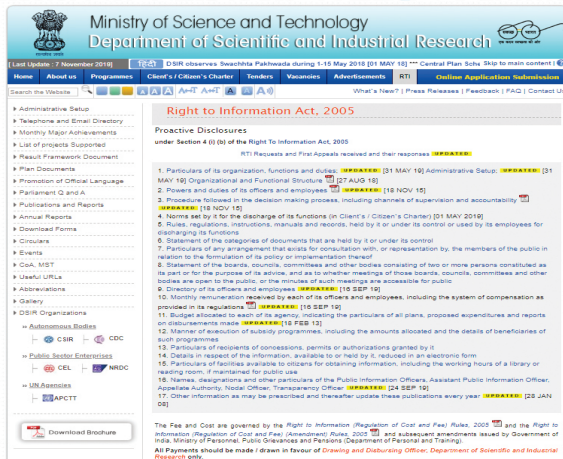 Ministry of Science and Technology
Department of Scientific and Industrial Research
[Last Update : 7 November 2019]
हिन्दी
DSIR observes Swachhta Pakhwada during 1-15 May 2018 [01 MAY 18] *** Central Plan Sche
Skip to main content |
Home
About us
Programmes
Client's / Citizen's Charter
Tenders
Vacancies
Advertisements
RTI
Online Application Submission
Search the Website
A A A
A
A
What's New? | Press Releases | Feedback | FAQ | Contact Us
Administrative Setup
Telephone and Email Directory
Monthly Major Achievements
List of projects Supported
Result Framework Document
Plan Documents
Promotion of Official Language
Parliament Q and A
Publications and Reports
Annual Reports
Download Forms
Circulars
Events
CoA, MST
Useful URLs
Abbreviations
Gallery
DSIR Organizations
Autonomous Bodies
CSIR
CDC
Public Sector Enterprises
CEL
NRDC
UN Agencies
APCTT
Download Brochure
Right to Information Act, 2005
Proactive Disclosures
under Section 4 (i) (b) of the Right To Information Act, 2005
RTI Requests and First Appeals received and their responses UPDATED
1. Particulars of its organization, functions and duties; UPDATED [31 MAY 19] Administrative Setup; UPDATED [31
MAY 19] Organizational and Functional Structure [27 AUG 18]
2. Powers and duties of its officers and employees UPDATED [18 NOV 15]
3. Procedure followed in the decision making process, including channels of supervision and accountability
UPDATED [18 NOV 15]
4. Norms set by it for the discharge of its functions (in Client's / Citizen's Charter) [01 MAY 2019]
5. Rules, regulations, instructions, manuals and records, held by it or under its control or used by its employees for
discharging its functions
6. Statement of the categories of documents that are held by it or under its control
7. Particulars of any arrangement that exists for consultation with, or representation by, the members of the public in
relation to the formulation of its policy or implementation thereof
8. Statement of the boards, councils, committees and other bodies consisting of two or more persons constituted as
its part or for the purpose of its advice, and as to whether meetings of those boards, councils, committees and other
bodies are open to the public, or the minutes of such meetings are accessible for public
9. Directory of its officers and employees UPDATED [16 SEP 19]
10. Monthly remuneration received by each of its officers and employees, including the system of compensation as
provided in its regulations UPDATED [16 SEP 19]
11. Budget allocated to each of its agency, indicating the particulars of all plans, proposed expenditures and reports
on disbursements made UPDATED [18 FEB 13]
12. Manner of execution of subsidy programmes, including the amounts allocated and the details of beneficiaries of
such programmes
13. Particulars of recipients of concessions, permits or authorizations granted by it
14. Details in respect of the information, available to or held by it, reduced in an electronic form
15. Particulars of facilities available to citizens for obtaining information, including the working hours of a library or
reading room, if maintained for public use
16. Names, designations and other particulars of the Public Information Officers, Assistant Public Information Officer,
Appellate Authority, Nodal Officer, Transparency Officer UPDATED [24 SEP 19]
17. Other information as may be prescribed and thereafter update these publications every year UPDATED [28 JAN
08]
The Fee and Cost are governed by the Right to Information (Regulation of Cost and Fee) Rules, 2005 and the Right to
Information (Regulation of Cost and Fee) (Amendment) Rules, 2005 and subsequent amendments issued by Government of
India, Ministry of Personnel, Public Grievances and Pensions (Department of Personal and Training).
All Payments should be made / drawn in favour of Drawing and Disbursing Officer, Department of Scientific and Industrial
Research only.